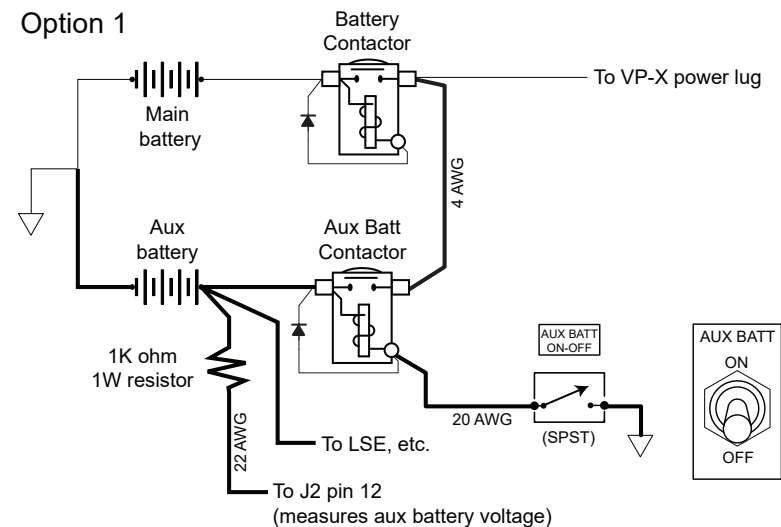 Option 1
Battery
Contactor
To VP-X power lug
Main
battery
4 AWG
Aux
battery
Aux Batt
Contactor
1K ohm
1W resistor
22 AWG
To LSE, etc.
To J2 pin 12
(measures aux battery voltage)
20 AWG
AUX BATT
ON-OFF
(SPST)
AUX BATT
ON
OFF